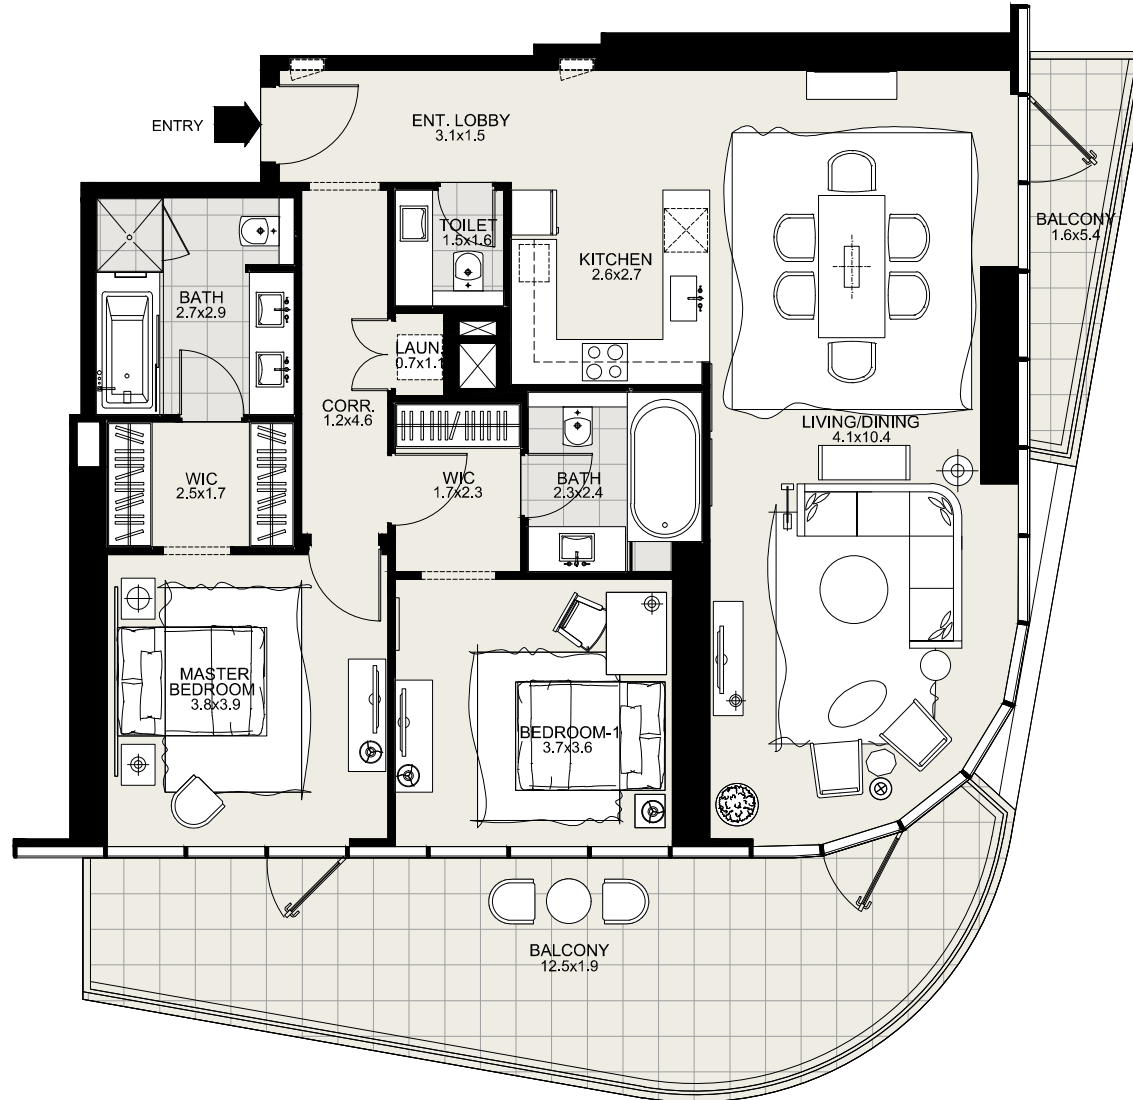 ENTRY
ENT. LOBBY
3.1x1.5
TOILET
1.5x1.6
KITCHEN
2.6x2.7
BALCONY
1.6x5.4
BATH
2.7x2.9
LAUN.
0.7x1.1
CORR.
1.2x4.6
LIVING/DINING
4.1x10.4
WIC
2.5x1.7
WIC
1.7x2.3
BATH
2.3x2.4
MASTER
BEDROOM
3.8x3.9
BEDROOM-1
3.7x3.6
BALCONY
12.5x1.9